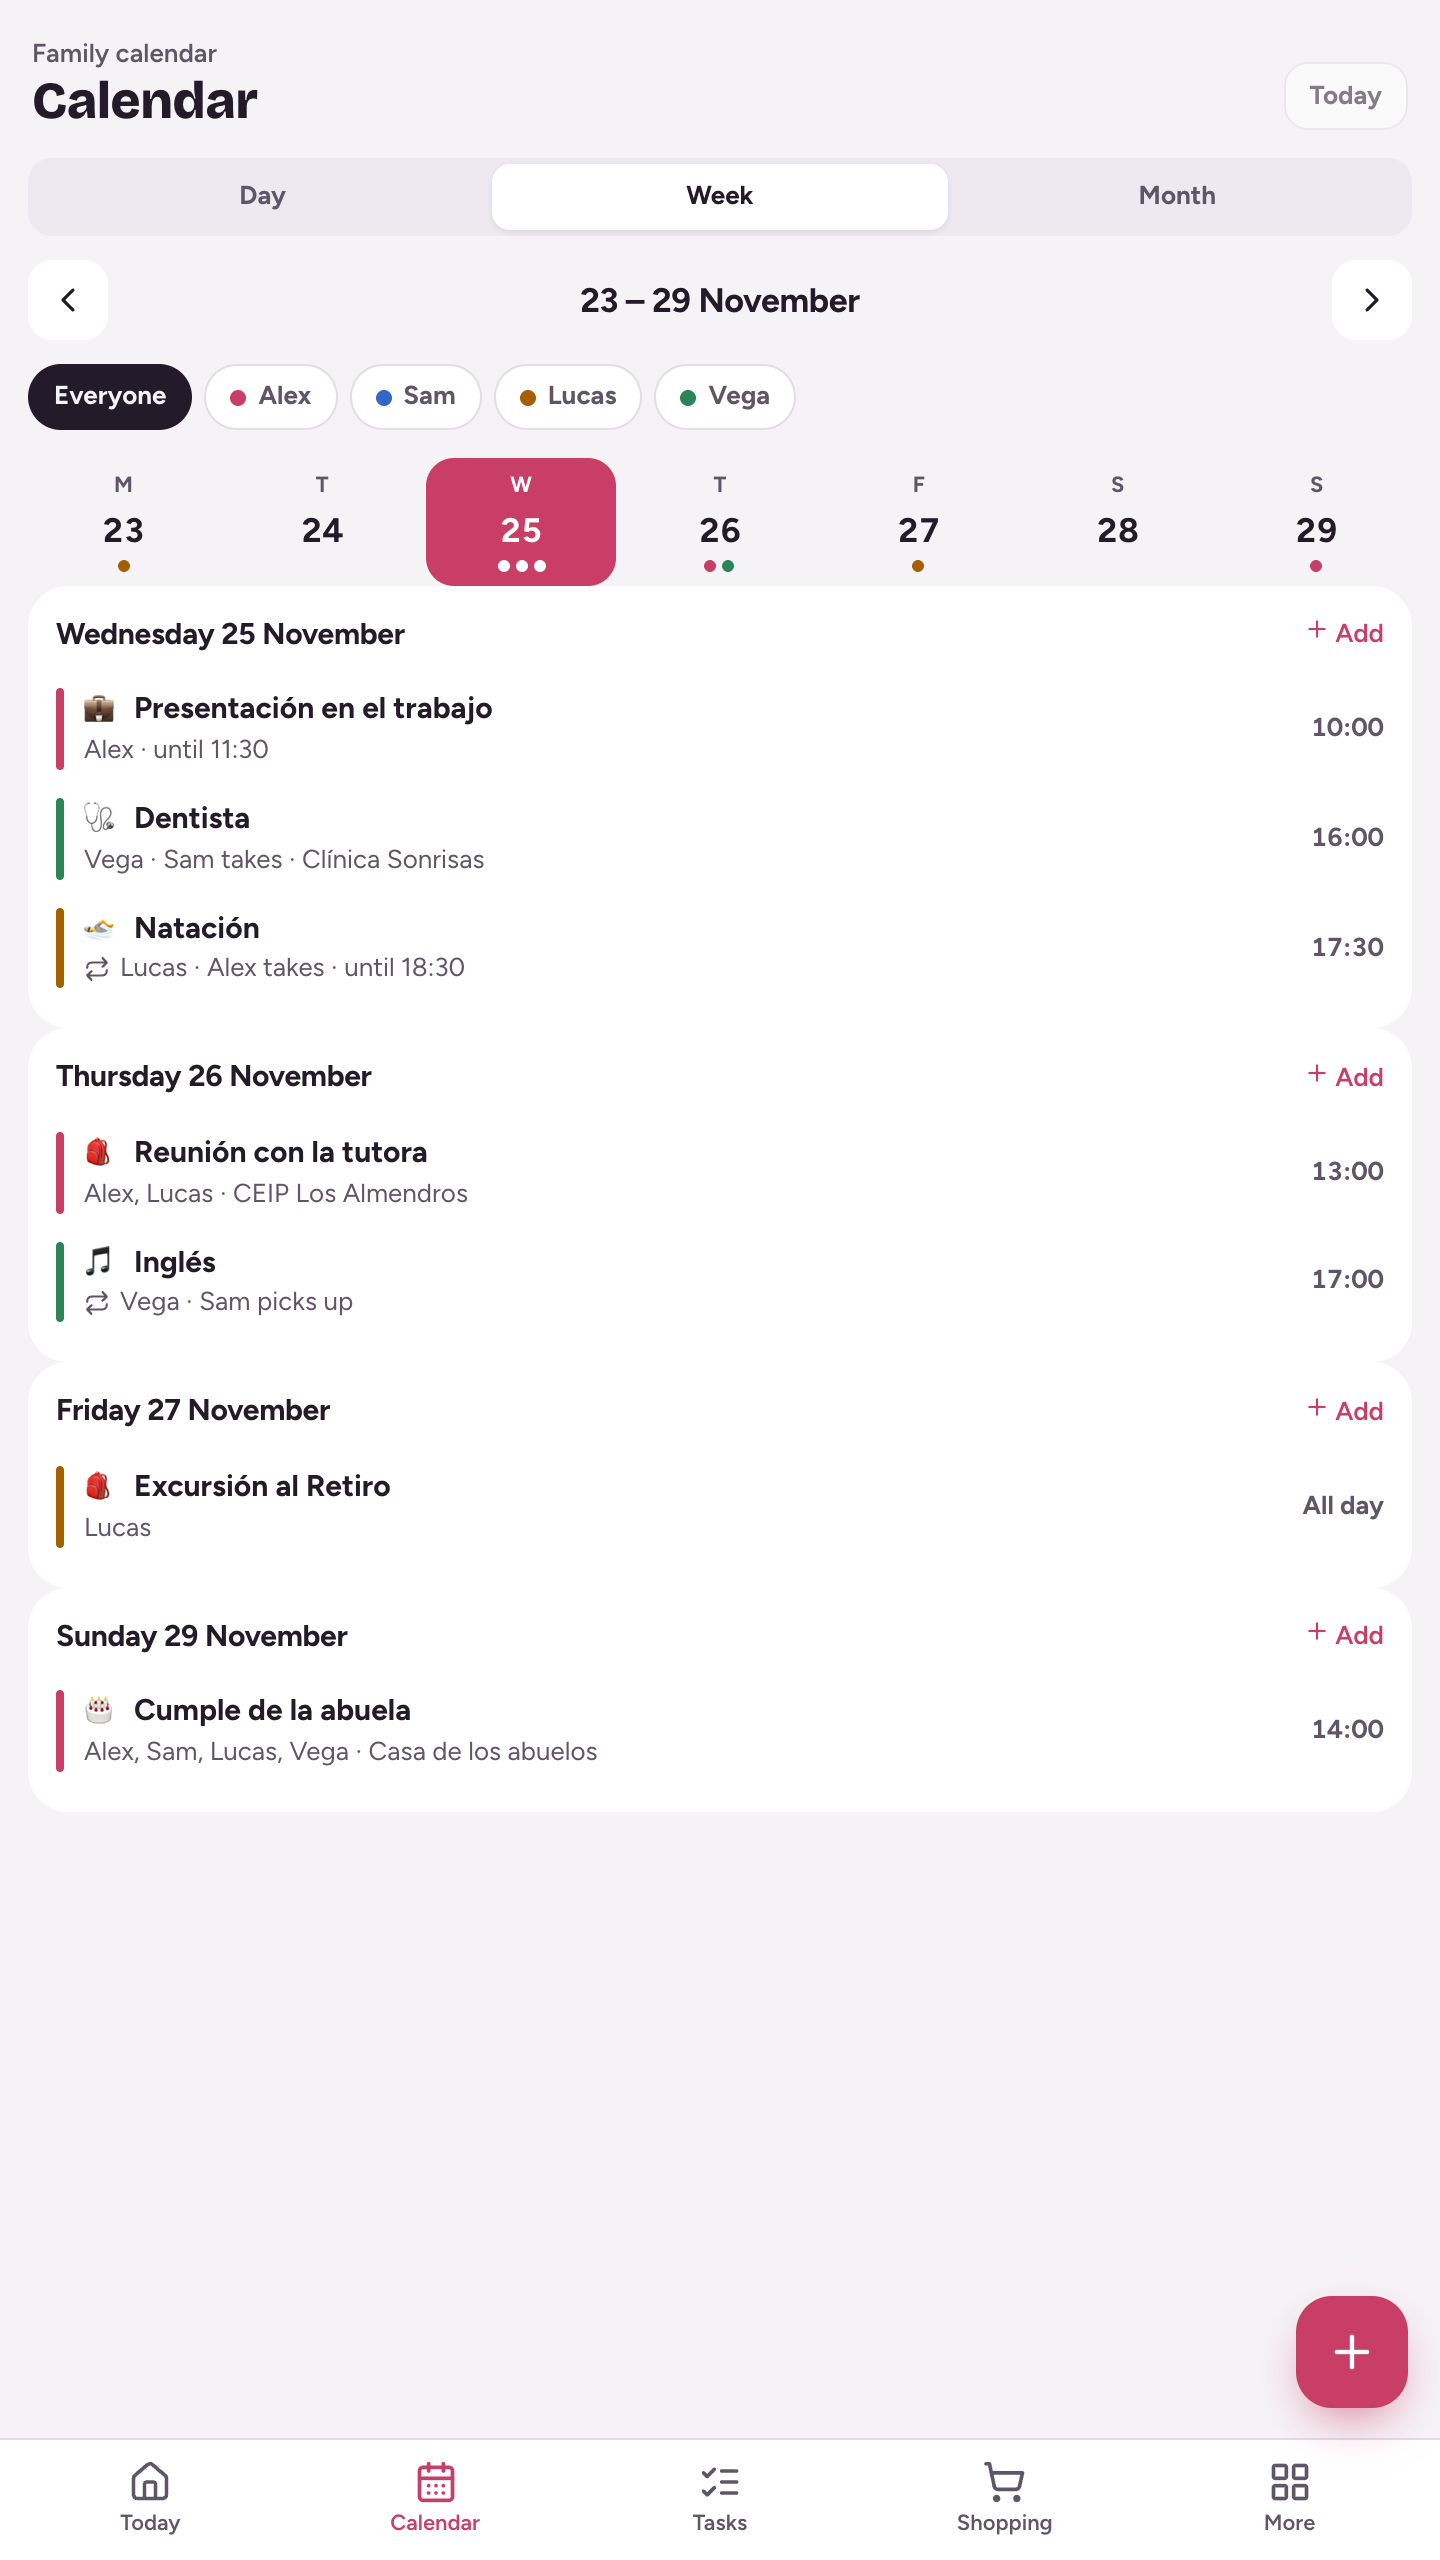 Family calendar
Calendar
Today
Day Week Month
23 – 29 November
Everyone Alex Sam Lucas Vega
M T W T F S S
23 24 25 26 27 28 29
Wednesday 25 November + Add
Presentación en el trabajo
10:00
Alex · until 11:30
Dentista
16:00
Vega · Sam takes · Clínica Sonrisas
Natación
17:30
Lucas · Alex takes · until 18:30
Thursday 26 November + Add
Reunión con la tutora
13:00
Alex, Lucas · CEIP Los Almendros
Inglés
17:00
Vega · Sam picks up
Friday 27 November + Add
Excursión al Retiro
All day
Lucas
Sunday 29 November + Add
Cumple de la abuela
14:00
Alex, Sam, Lucas, Vega · Casa de los abuelos
Today Calendar Tasks Shopping More